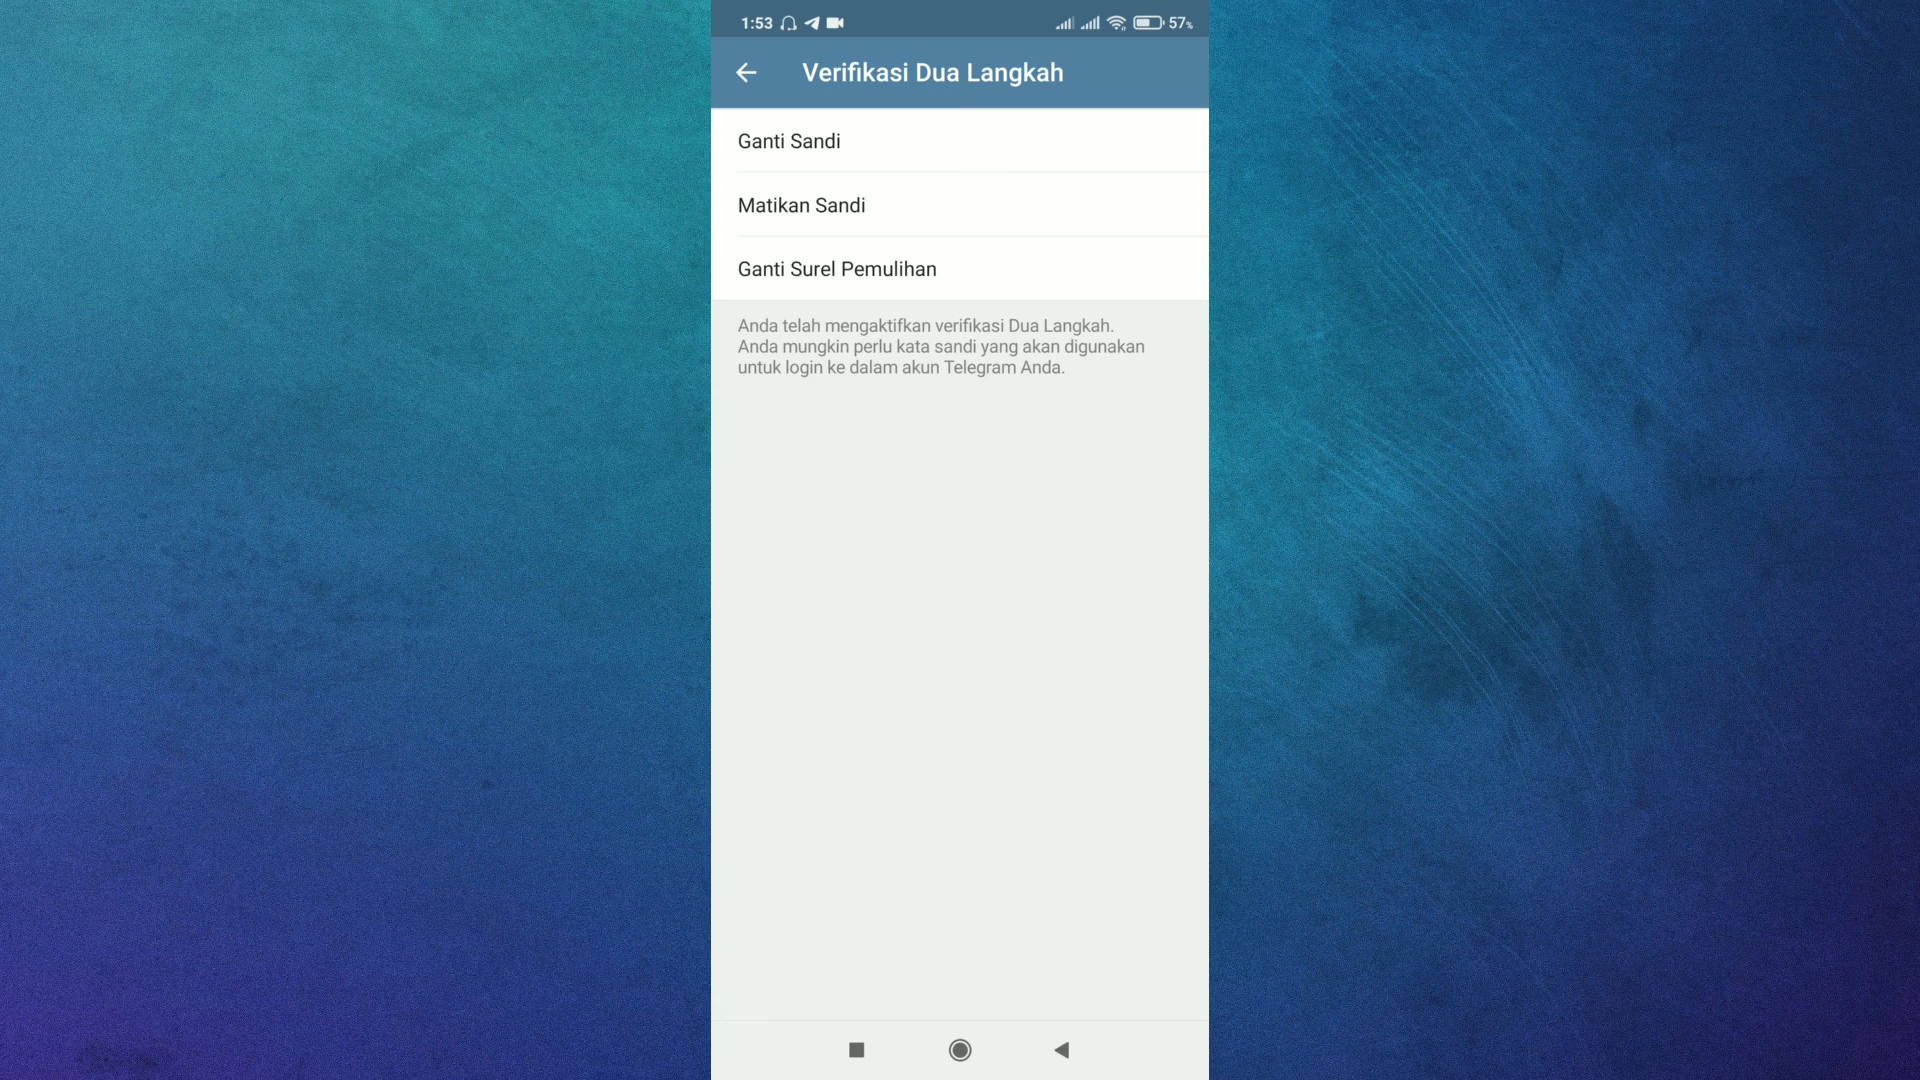 1:53 57%
Verifikasi Dua Langkah
Ganti Sandi
Matikan Sandi
Ganti Surel Pemulihan
Anda telah mengaktifkan verifikasi Dua Langkah.
Anda mungkin perlu kata sandi yang akan digunakan
untuk login ke dalam akun Telegram Anda.